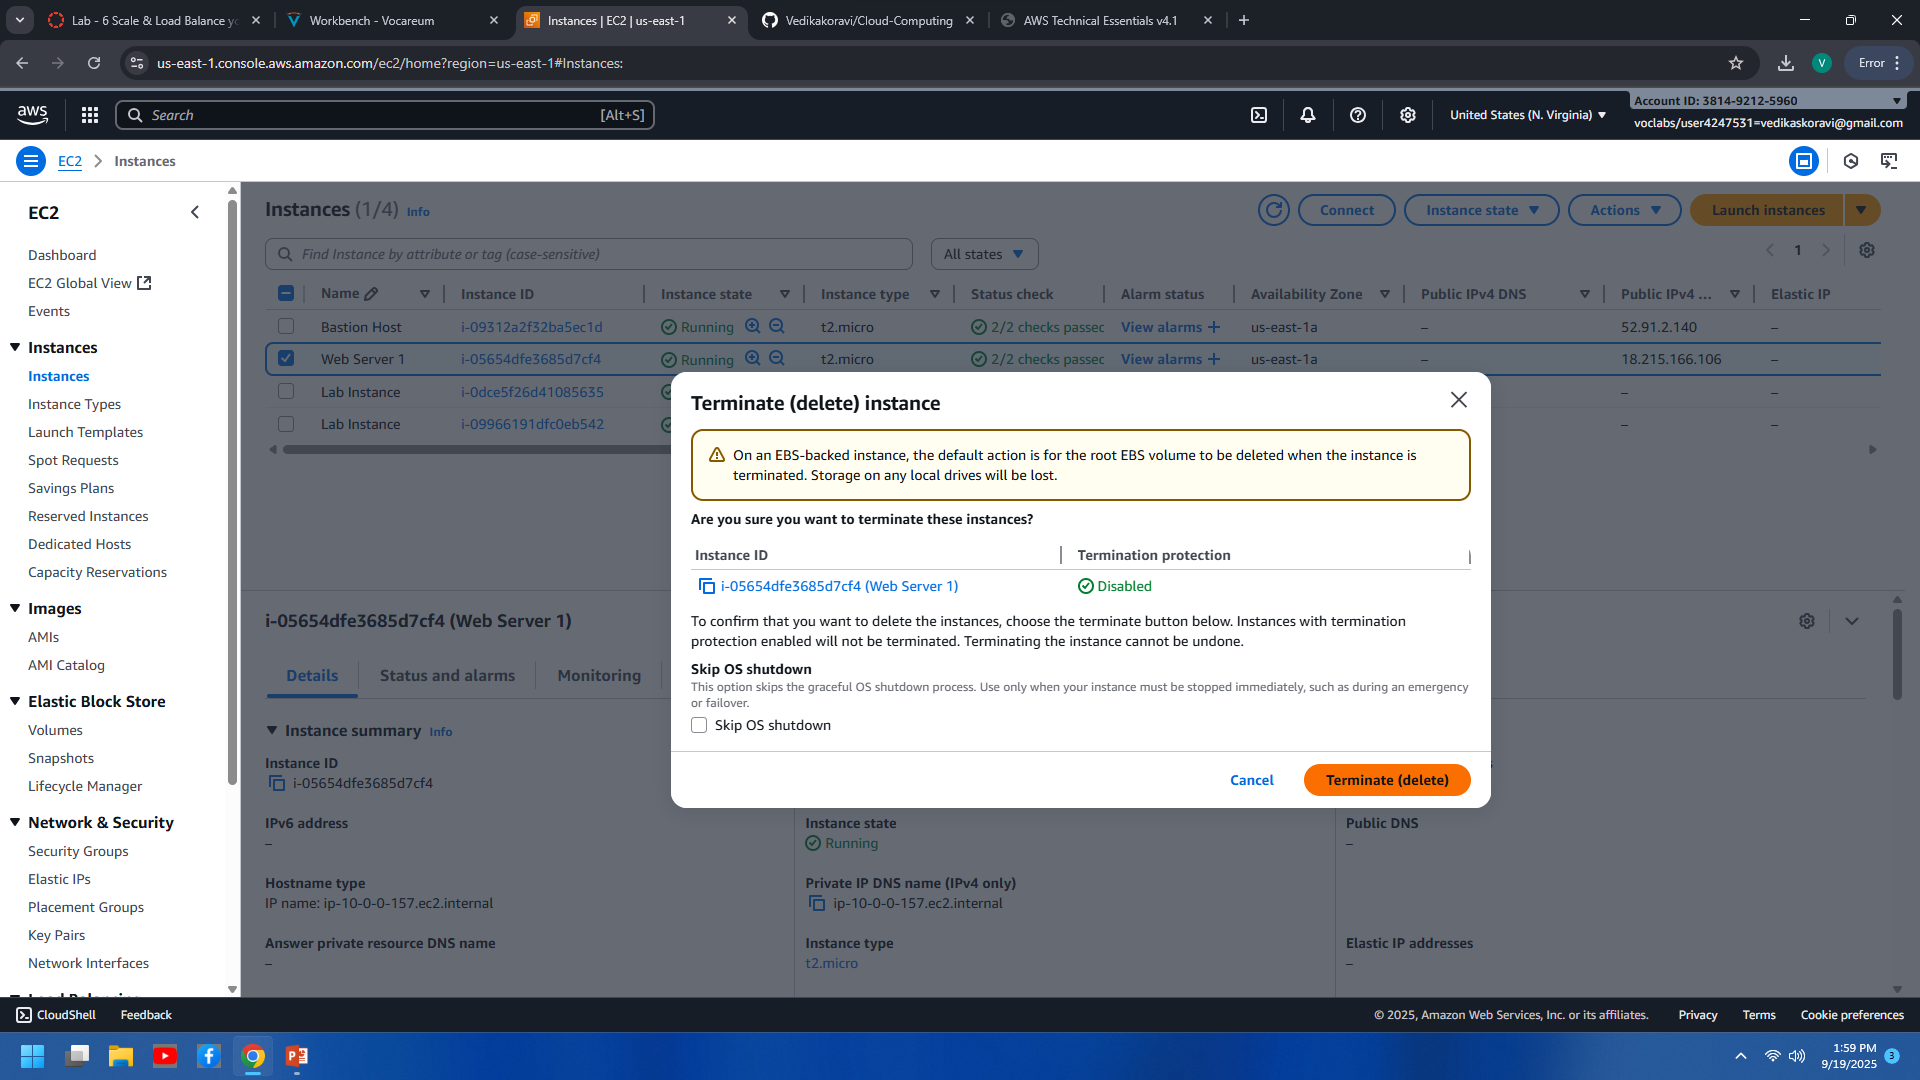 Lab - 6 Scale & Load Balance yo
Workbench - Vocareum
Instances | EC2 | us-east-1
Vedikakoravi/Cloud-Computing
AWS Technical Essentials v4.1
us-east-1.console.aws.amazon.com/ec2/home?region=us-east-1#Instances:
V
Error
aws
Search
[Alt+S]
United States (N. Virginia)
Account ID: 3814-9212-5960
voclabs/user4247531=vedikaskoravi@gmail.com
EC2
Instances
EC2
Dashboard
EC2 Global View
Events
Instances
Instances
Instance Types
Launch Templates
Spot Requests
Savings Plans
Reserved Instances
Dedicated Hosts
Capacity Reservations
Images
AMIs
AMI Catalog
Elastic Block Store
Volumes
Snapshots
Lifecycle Manager
Network & Security
Security Groups
Elastic IPs
Placement Groups
Key Pairs
Network Interfaces
Load Balancing
Instances (1/4) Info
Connect
Instance state
Actions
Launch instances
Find Instance by attribute or tag (case-sensitive)
All states
1
Name Instance ID Instance state Instance type Status check Alarm status Availability Zone Public IPv4 DNS Public IPv4 ... Elastic IP
Bastion Host i-09312a2f32ba5ec1d Running t2.micro 2/2 checks passec View alarms + us-east-1a – 52.91.2.140 –
Web Server 1 i-05654dfe3685d7cf4 Running t2.micro 2/2 checks passec View alarms + us-east-1a – 18.215.166.106 –
Lab Instance i-0dce5f26d41085635 – –
Lab Instance i-09966191dfc0eb542 – –
Terminate (delete) instance
On an EBS-backed instance, the default action is for the root EBS volume to be deleted when the instance is
terminated. Storage on any local drives will be lost.
Are you sure you want to terminate these instances?
Instance ID Termination protection
i-05654dfe3685d7cf4 (Web Server 1) Disabled
To confirm that you want to delete the instances, choose the terminate button below. Instances with termination
protection enabled will not be terminated. Terminating the instance cannot be undone.
Skip OS shutdown
This option skips the graceful OS shutdown process. Use only when your instance must be stopped immediately, such as during an emergency
or failover.
Skip OS shutdown
Cancel
Terminate (delete)
i-05654dfe3685d7cf4 (Web Server 1)
Details
Status and alarms
Monitoring
Instance summary Info
Instance ID
i-05654dfe3685d7cf4
IPv6 address
–
Instance state
Running
Public DNS
–
Hostname type
IP name: ip-10-0-0-157.ec2.internal
Private IP DNS name (IPv4 only)
ip-10-0-0-157.ec2.internal
Answer private resource DNS name
–
Instance type
t2.micro
Elastic IP addresses
–
CloudShell
Feedback
© 2025, Amazon Web Services, Inc. or its affiliates.
Privacy
Terms
Cookie preferences
1:59 PM
9/19/2025
3